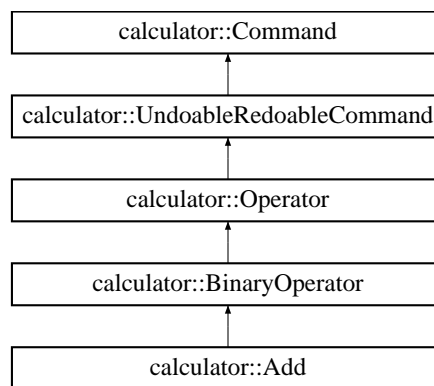 calculator::Command
calculator::UndoableRedoableCommand
calculator::Operator
calculator::BinaryOperator
calculator::Add